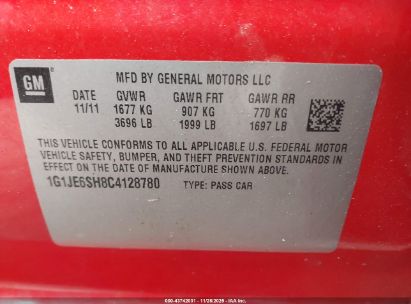 GM
MFD BY GENERAL MOTORS LLC
DATE GVWR GAWR FRT GAWR RR
11/11 1677 KG 907 KG 770 KG
3696 LB 1999 LB 1697 LB
THIS VEHICLE CONFORMS TO ALL APPLICABLE U.S. FEDERAL MOTOR
VEHICLE SAFETY, BUMPER, AND THEFT PREVENTION STANDARDS IN
EFFECT ON THE DATE OF MANUFACTURE SHOWN ABOVE.
1G1JE6SH8C4128780 TYPE: PASS CAR